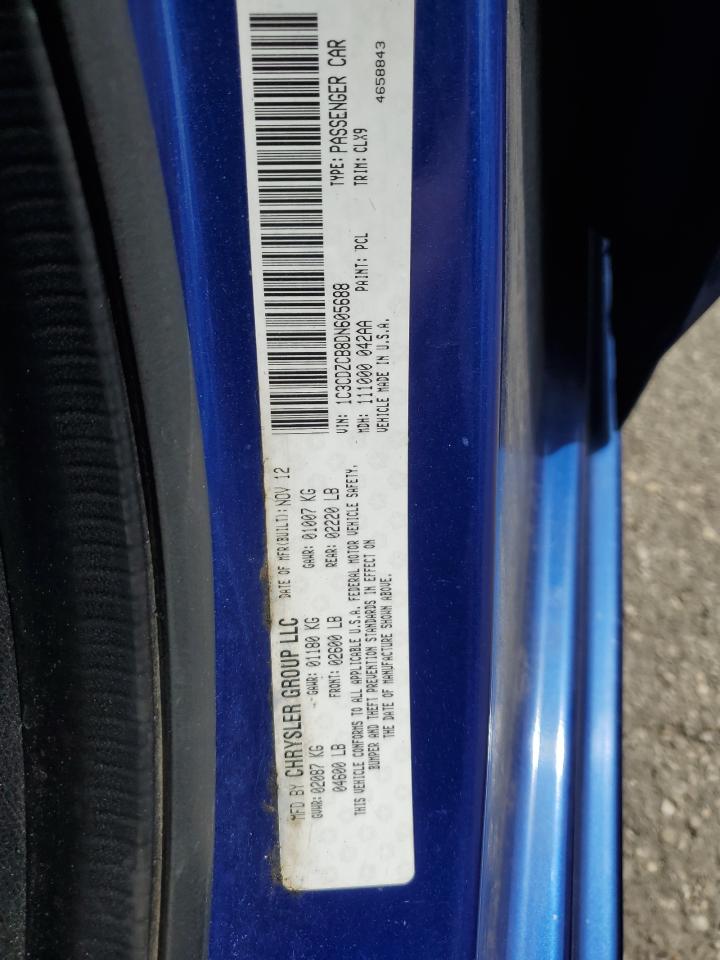 MFD BY CHRYSLER GROUP LLC DATE OF MFR(BUILT): NOV 12
GVWR: 02087 KG GAWR: 01180 KG GAWR: 01007 KG
04600 LB FRONT: 02600 LB REAR: 02220 LB
THIS VEHICLE CONFORMS TO ALL APPLICABLE U.S.A. FEDERAL MOTOR VEHICLE SAFETY,
BUMPER AND THEFT PREVENTION STANDARDS IN EFFECT ON
THE DATE OF MANUFACTURE SHOWN ABOVE.
VIN: 1C3CDZCB8DN605688 TYPE: PASSENGER CAR
MDH: 111000 042AA PAINT: PCL TRIM: CLX9
VEHICLE MADE IN U.S.A. 4658843